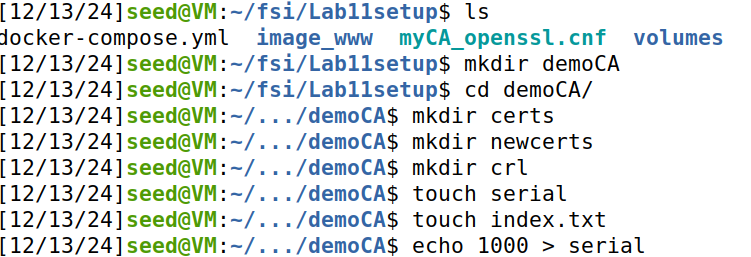 [12/13/24]seed@VM:~/fsi/Lab11setup$ ls
docker-compose.yml  image_www  myCA_openssl.cnf  volumes
[12/13/24]seed@VM:~/fsi/Lab11setup$ mkdir demoCA
[12/13/24]seed@VM:~/fsi/Lab11setup$ cd demoCA/
[12/13/24]seed@VM:~/.../demoCA$ mkdir certs
[12/13/24]seed@VM:~/.../demoCA$ mkdir newcerts
[12/13/24]seed@VM:~/.../demoCA$ mkdir crl
[12/13/24]seed@VM:~/.../demoCA$ touch serial
[12/13/24]seed@VM:~/.../demoCA$ touch index.txt
[12/13/24]seed@VM:~/.../demoCA$ echo 1000 > serial